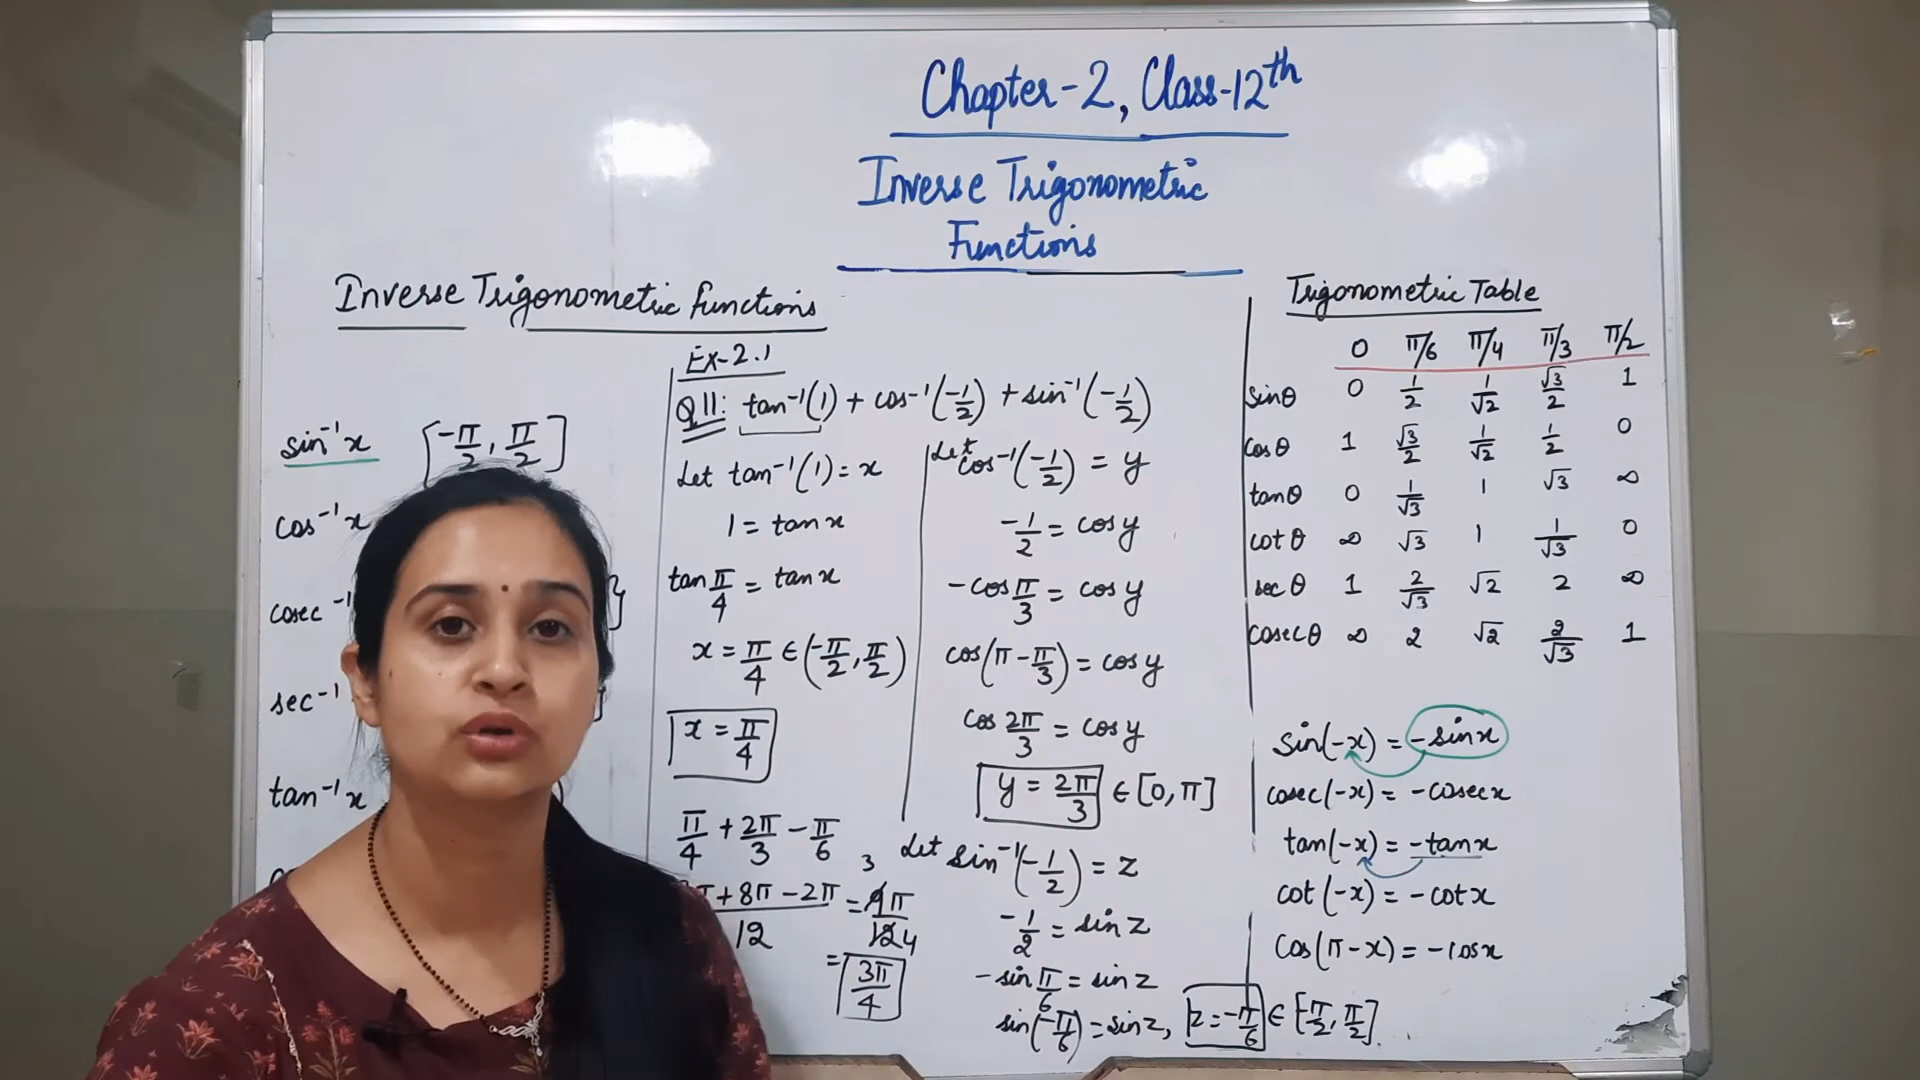 Chapter-2, Class-12th
Inverse Trigonometric
Functions
Inverse Trigonometric functions
sin⁻¹x [-π/2, π/2]
cos⁻¹x
cosec⁻¹
sec⁻¹
tan⁻¹x
Ex-2.1
Q11: tan⁻¹(1) + cos⁻¹(-1/2) + sin⁻¹(-1/2)
Let tan⁻¹(1) = x
1 = tan x
tan π/4 = tan x
x = π/4 ∈ (-π/2, π/2)
x = π/4
π/4 + 2π/3 - π/6
π + 8π - 2π / 12 = 9π/12 3 4
= 3π/4
Let cos⁻¹(-1/2) = y
-1/2 = cos y
-cos π/3 = cos y
cos(π - π/3) = cos y
cos 2π/3 = cos y
y = 2π/3 ∈ [0, π]
Let sin⁻¹(-1/2) = z
-1/2 = sin z
-sin π/6 = sin z
sin(-π/6) = sin z, z = -π/6 ∈ [-π/2, π/2].
Trigonometric Table
0 π/6 π/4 π/3 π/2
sinθ 0 1/2 1/√2 √3/2 1
cosθ 1 √3/2 1/√2 1/2 0
tanθ 0 1/√3 1 √3 ∞
cotθ ∞ √3 1 1/√3 0
secθ 1 2/√3 √2 2 ∞
cosecθ ∞ 2 √2 2/√3 1
sin(-x) = -sinx
cosec(-x) = -cosecx
tan(-x) = -tanx
cot(-x) = -cotx
cos(π-x) = -cosx